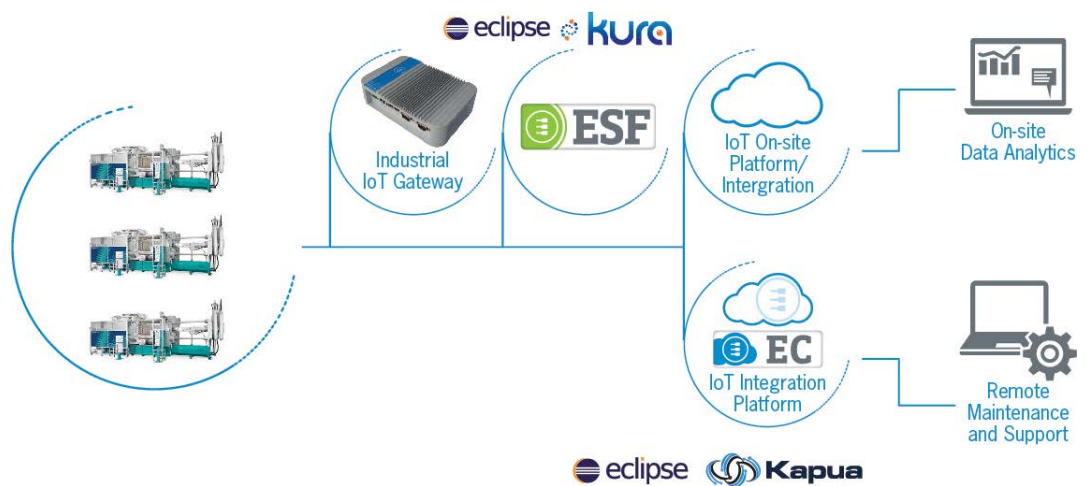 eclipse kura
Industrial
IoT Gateway
ESF
IoT On-site
Platform/
Intergration
On-site
Data Analytics
EC
IoT Integration
Platform
Remote
Maintenance
and Support
eclipse Kapua